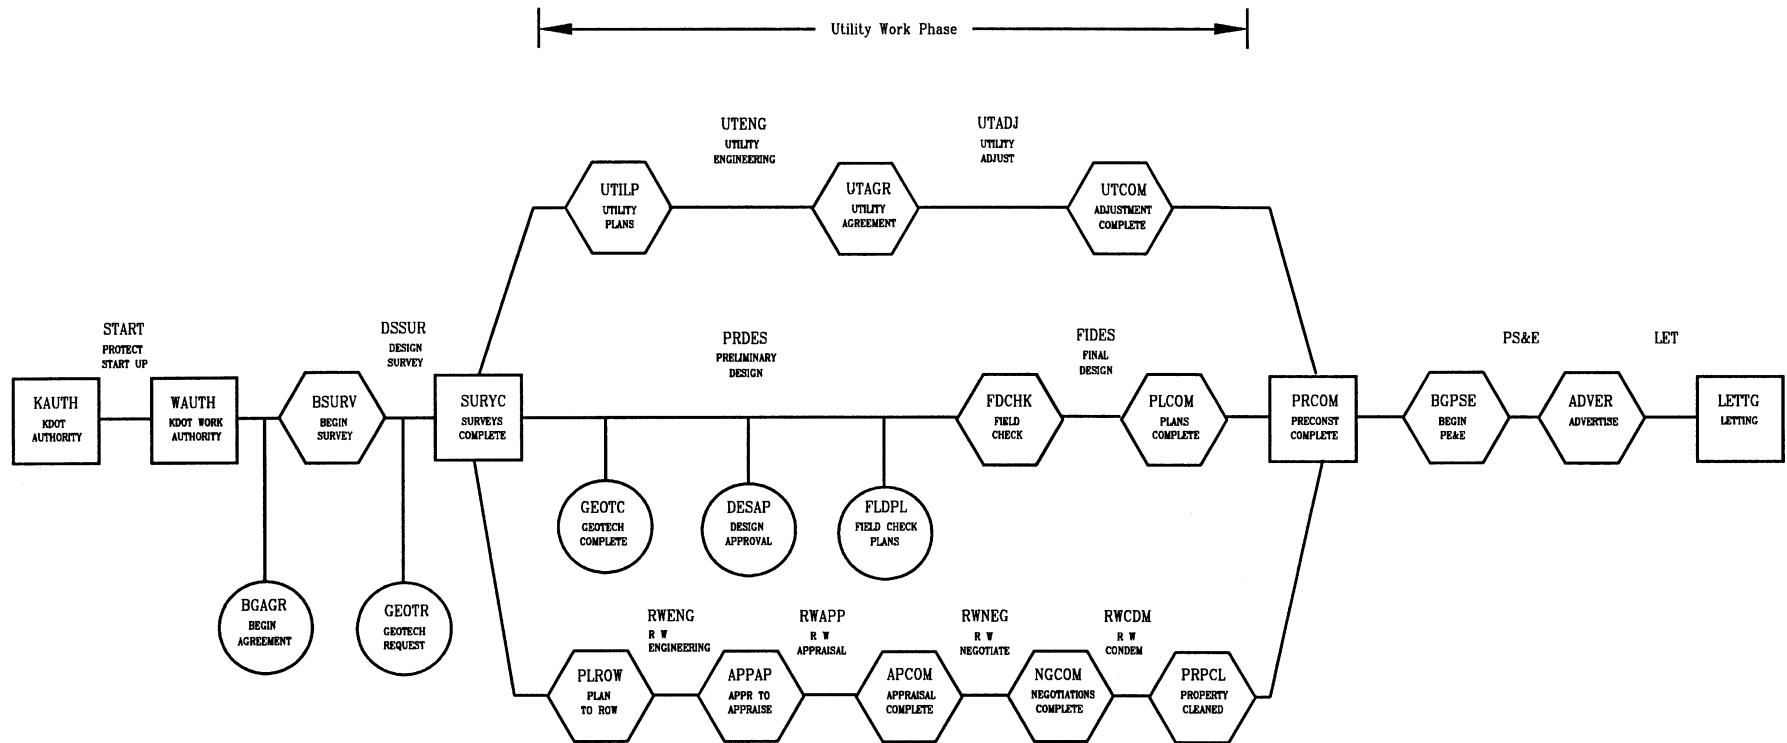 Utility Work Phase
UTENG
UTILITY
ENGINEERING
UTADJ
UTILITY
ADJUST
UTILP
UTILITY
PLANS
UTAGR
UTILITY
AGREEMENT
UTCOM
ADJUSTMENT
COMPLETE
START
PROTECT
START UP
DSSUR
DESIGN
SURVEY
PRDES
PRELIMINARY
DESIGN
FIDES
FINAL
DESIGN
PS&E
LET
KAUTH
KDOT
AUTHORITY
WAUTH
KDOT WORK
AUTHORITY
BSURV
BEGIN
SURVEY
SURYC
SURVEYS
COMPLETE
FDCHK
FIELD
CHECK
PLCOM
PLANS
COMPLETE
PRCOM
PRECONST
COMPLETE
BGPSE
BEGIN
PE&E
ADVER
ADVERTISE
LETTG
LETTING
GEOTC
GEOTECH
COMPLETE
DESAP
DESIGN
APPROVAL
FLDPL
FIELD CHECK
PLANS
BGAGR
BEGIN
AGREEMENT
GEOTR
GEOTECH
REQUEST
RWENG
R W
ENGINEERING
RWAPP
R W
APPRAISAL
RWNEG
R W
NEGOTIATE
RWCDM
R W
CONDEM
PLROW
PLAN
TO ROW
APPAP
APPR TO
APPRAISE
APCOM
APPRAISAL
COMPLETE
NGCOM
NEGOTIATIONS
COMPLETE
PRPCL
PROPERTY
CLEANED